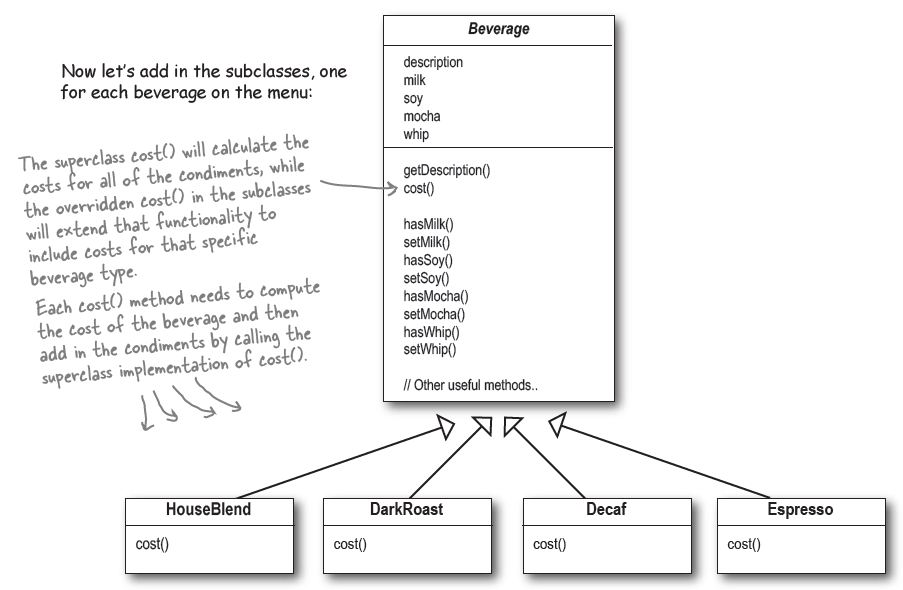 Beverage
description
milk
soy
mocha
whip
getDescription()
cost()
hasMilk()
setMilk()
hasSoy()
setSoy()
hasMocha()
setMocha()
hasWhip()
setWhip()
// Other useful methods..
Now let's add in the subclasses, one
for each beverage on the menu:
The superclass cost() will calculate the
costs for all of the condiments, while
the overridden cost() in the subclasses
will extend that functionality to
include costs for that specific
beverage type.
Each cost() method needs to compute
the cost of the beverage and then
add in the condiments by calling the
superclass implementation of cost().
HouseBlend
cost()
DarkRoast
cost()
Decaf
cost()
Espresso
cost()